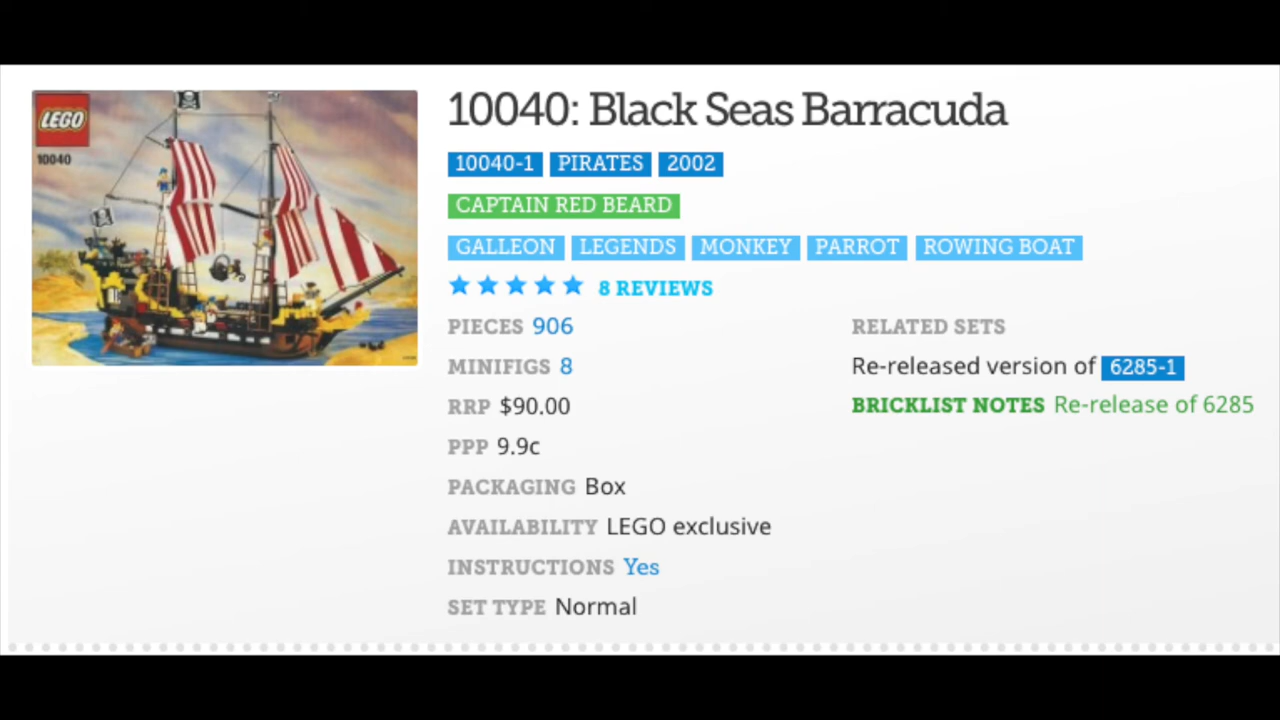 LEGO
10040
10040: Black Seas Barracuda
10040-1 PIRATES 2002
CAPTAIN RED BEARD
GALLEON LEGENDS MONKEY PARROT ROWING BOAT
8 REVIEWS
PIECES 906
MINIFIGS 8
RRP $90.00
PPP 9.9c
PACKAGING Box
AVAILABILITY LEGO exclusive
INSTRUCTIONS Yes
SET TYPE Normal
RELATED SETS
Re-released version of 6285-1
BRICKLIST NOTES Re-release of 6285